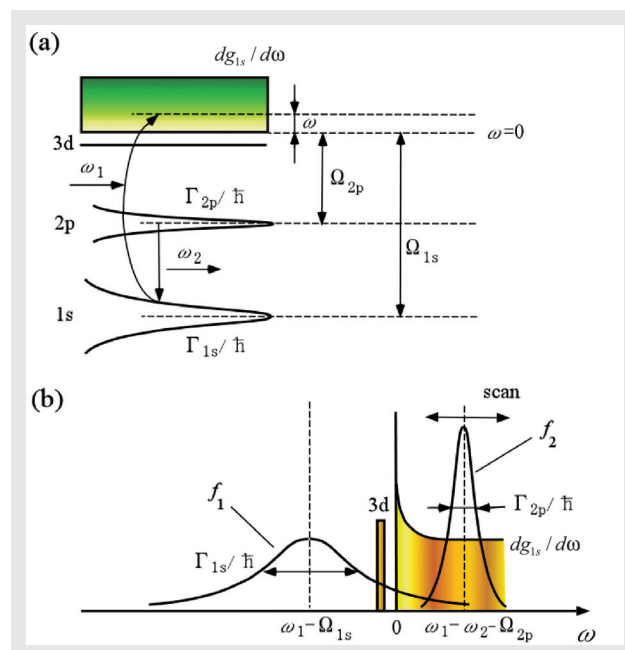 (a)
dg1s / dω
ω
ω=0
3d
ω1
Ω2p
Γ2p / ħ
2p
ω2
Ω1s
1s
Γ1s / ħ
(b)
scan
f2
f1
3d
Γ2p / ħ
Γ1s / ħ
dg1s / dω
ω1−Ω1s
0
ω1−ω2−Ω2p
ω